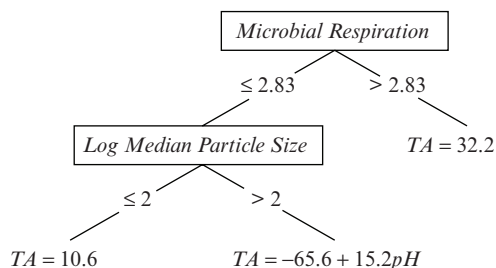 Microbial Respiration
≤ 2.83 > 2.83
Log Median Particle Size
TA = 32.2
≤ 2 > 2
TA = 10.6
TA = −65.6 + 15.2pH